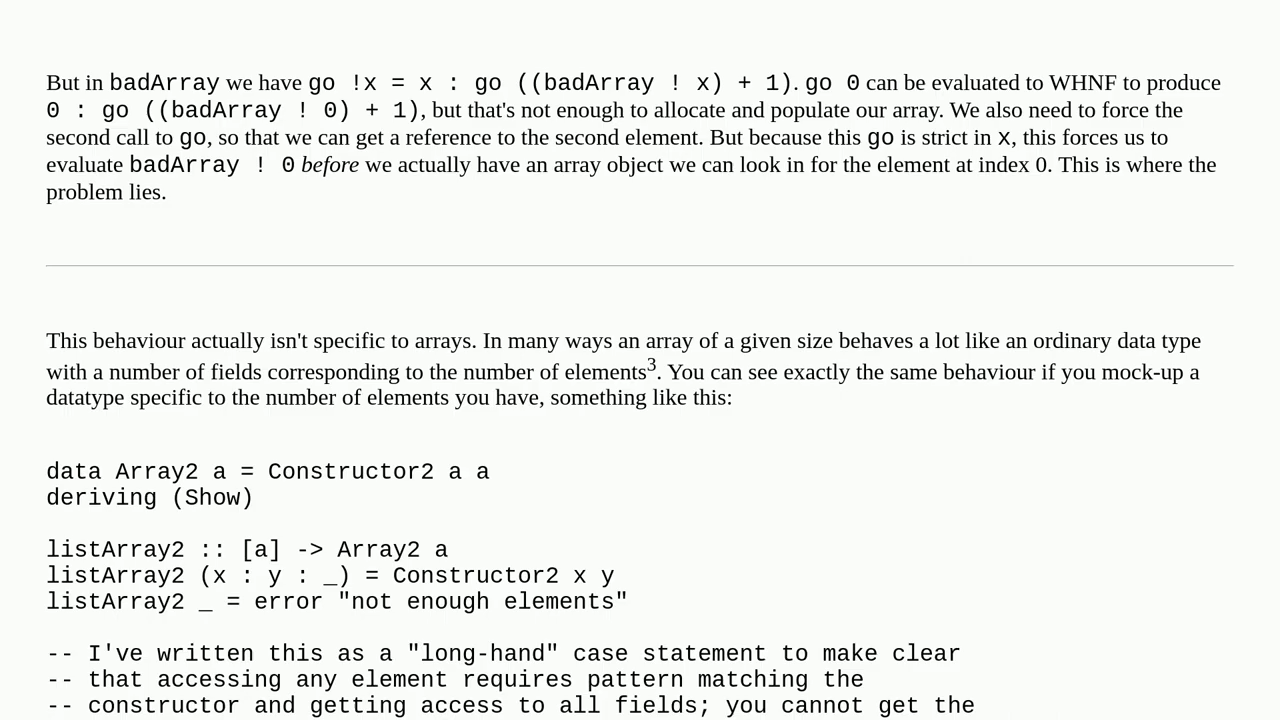 But in badArray we have go !x = x : go ((badArray ! x) + 1). go 0 can be evaluated to WHNF to produce
0 : go ((badArray ! 0) + 1), but that's not enough to allocate and populate our array. We also need to force the
second call to go, so that we can get a reference to the second element. But because this go is strict in x, this forces us to
evaluate badArray ! 0 before we actually have an array object we can look in for the element at index 0. This is where the
problem lies.
This behaviour actually isn't specific to arrays. In many ways an array of a given size behaves a lot like an ordinary data type
with a number of fields corresponding to the number of elements3. You can see exactly the same behaviour if you mock-up a
datatype specific to the number of elements you have, something like this:
data Array2 a = Constructor2 a a
deriving (Show)
listArray2 :: [a] -> Array2 a
listArray2 (x : y : _) = Constructor2 x y
listArray2 _ = error "not enough elements"
-- I've written this as a "long-hand" case statement to make clear
-- that accessing any element requires pattern matching the
-- constructor and getting access to all fields; you cannot get the